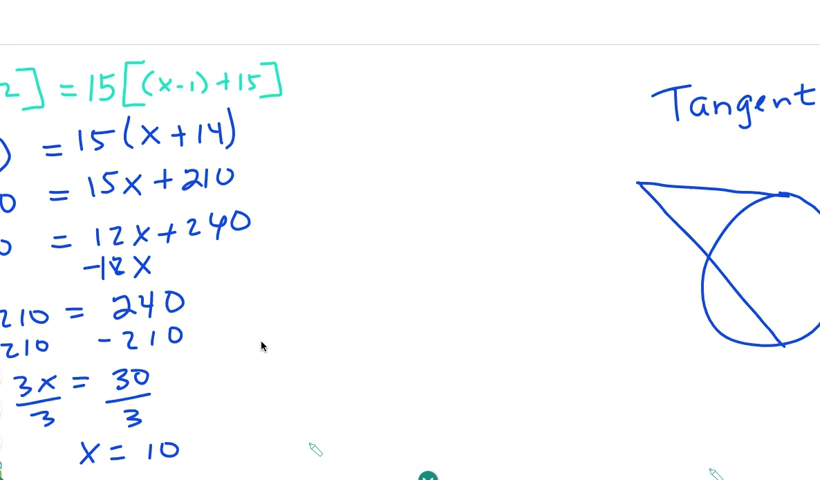 2] = 15[(x-1)+15]
) = 15(x+14)
0 = 15x+210
0 = 12x+240
-12x
210 = 240
210 -210
3x/3 = 30/3
x = 10
Tangent